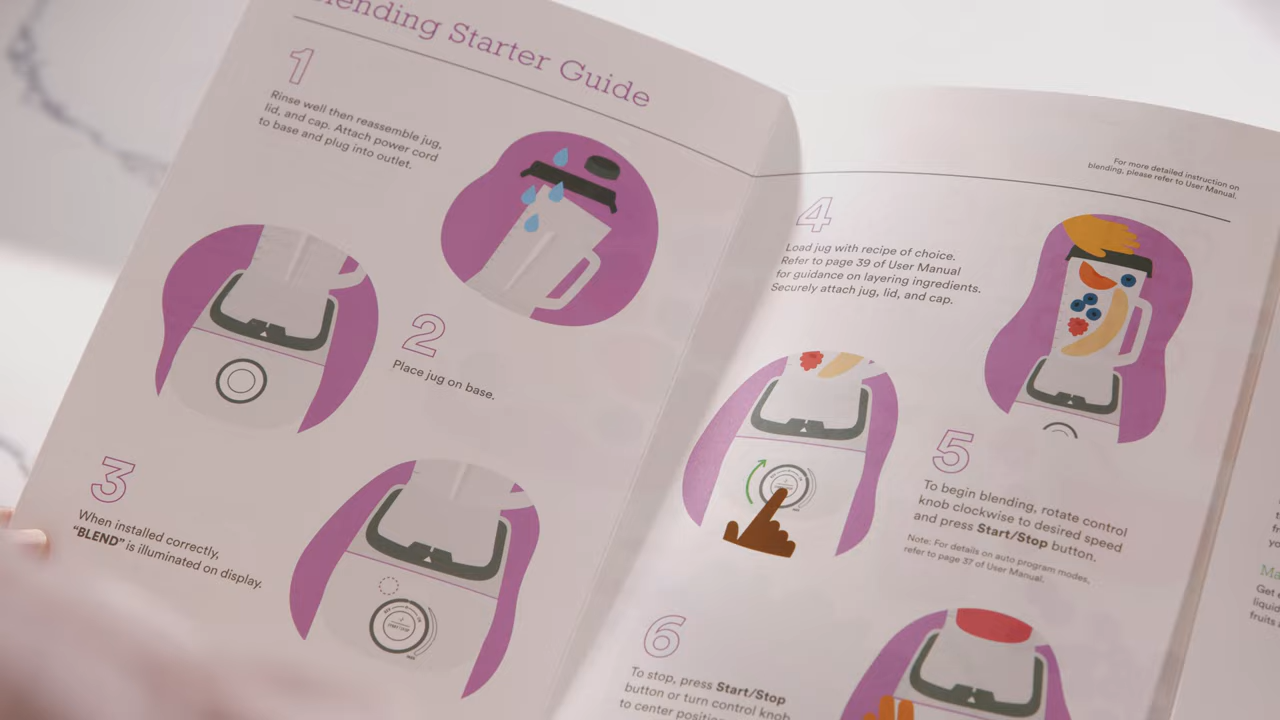 Blending Starter Guide
1
Rinse well then reassemble jug,
lid, and cap. Attach power cord
to base and plug into outlet.
2
Place jug on base.
3
When installed correctly,
“BLEND” is illuminated on display.
For more detailed instruction on
blending, please refer to User Manual.
4
Load jug with recipe of choice.
Refer to page 39 of User Manual
for guidance on layering ingredients.
Securely attach jug, lid, and cap.
5
To begin blending, rotate control
knob clockwise to desired speed
and press Start/Stop button.
Note: For details on auto program modes,
refer to page 37 of User Manual.
6
To stop, press Start/Stop
button or turn control knob
to center position
Get
fruits